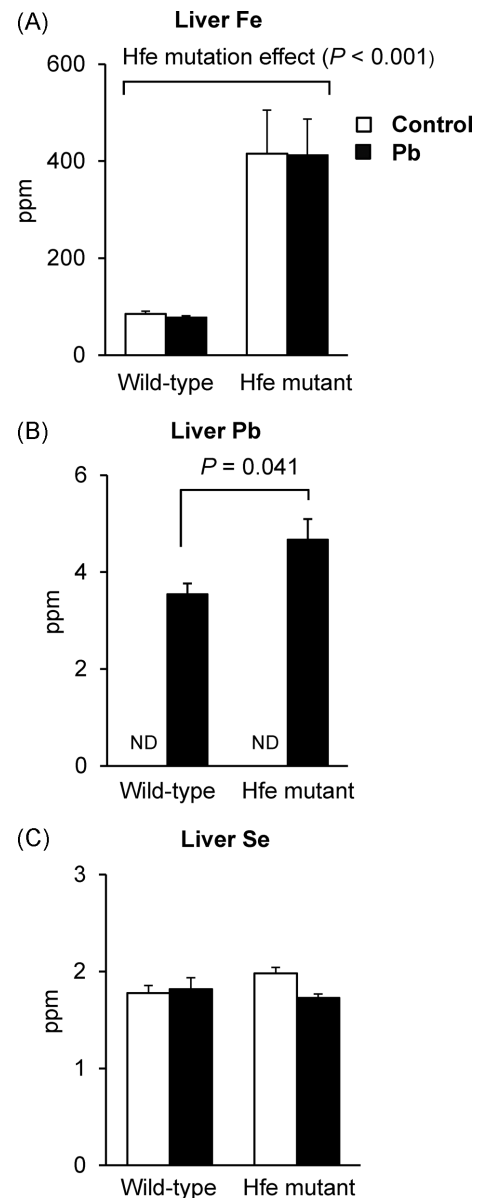 (A)
Liver Fe
Hfe mutation effect (P < 0.001)
600
400
200
0
ppm
Control
Pb
Wild-type Hfe mutant
(B)
Liver Pb
P = 0.041
6
4
2
0
ppm
ND ND
Wild-type Hfe mutant
(C)
Liver Se
3
2
1
0
ppm
Wild-type Hfe mutant